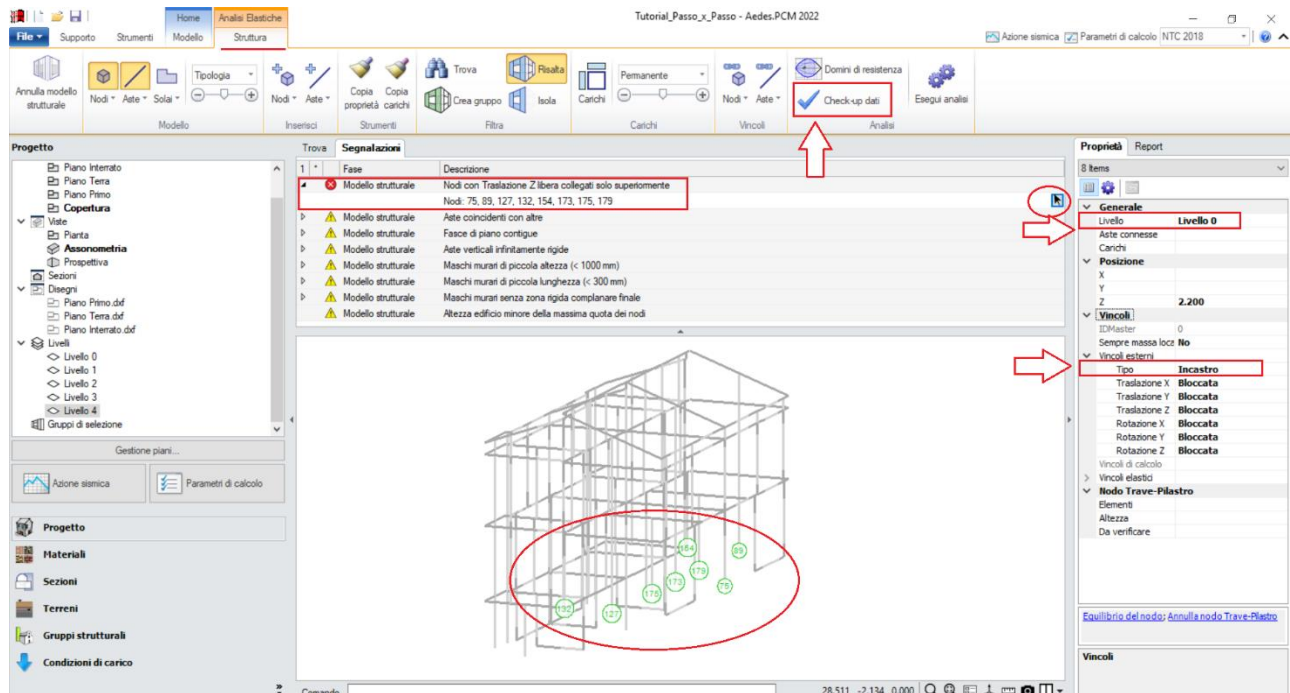 Home Analisi Elastiche
Tutorial_Passo_x_Passo - Aedes.PCM 2022
File Supporto Strumenti Modello Struttura
Azione sismica Parametri di calcolo NTC 2018
Annulla modello strutturale
Nodi Aste Solai
Tipologia
Modello
Nodi Aste
Inserisci
Copia proprietà
Copia carichi
Strumenti
Trova
Crea gruppo
Risalta
Isola
Filtra
Carichi
Permanente
Carichi
Nodi Aste
Vincoli
Domini di resistenza
Check-up dati
Esegui analisi
Analisi
Progetto
Piano Interrato
Piano Terra
Piano Primo
Copertura
Viste
Pianta
Assonometria
Prospettiva
Sezioni
Disegni
Piano Primo.dxf
Piano Terra.dxf
Piano Interrato.dxf
Livelli
Livello 0
Livello 1
Livello 2
Livello 3
Livello 4
Gruppi di selezione
Gestione piani...
Azione sismica
Parametri di calcolo
Progetto
Materiali
Sezioni
Terreni
Gruppi strutturali
Condizioni di carico
Trova Segnalazioni
1 * Fase Descrizione
Modello strutturale Nodi con Traslazione Z libera collegati solo superiormente
Nodi: 75, 89, 127, 132, 154, 173, 175, 179
Modello strutturale Aste coincidenti con altre
Modello strutturale Fasce di piano contigue
Modello strutturale Aste verticali infinitamente rigide
Modello strutturale Maschi murari di piccola altezza (< 1000 mm)
Modello strutturale Maschi murari di piccola lunghezza (< 300 mm)
Modello strutturale Maschi murari senza zona rigida complanare finale
Modello strutturale Altezza edificio minore della massima quota dei nodi
184
89
179
173
75
175
132
127
Comando
28.511 -2.134 0.000
Proprietà Report
8 Items
Generale
Livello Livello 0
Aste connesse
Carichi
Posizione
X
Y
Z 2.200
Vincoli
IDMaster 0
Sempre massa loca No
Vincoli esterni
Tipo Incastro
Traslazione X Bloccata
Traslazione Y Bloccata
Traslazione Z Bloccata
Rotazione X Bloccata
Rotazione Y Bloccata
Rotazione Z Bloccata
Vincoli di calcolo
Vincoli elastici
Nodo Trave-Pilastro
Elementi
Altezza
Da verificare
Equilibrio del nodo; Annulla nodo Trave-Pilastro
Vincoli